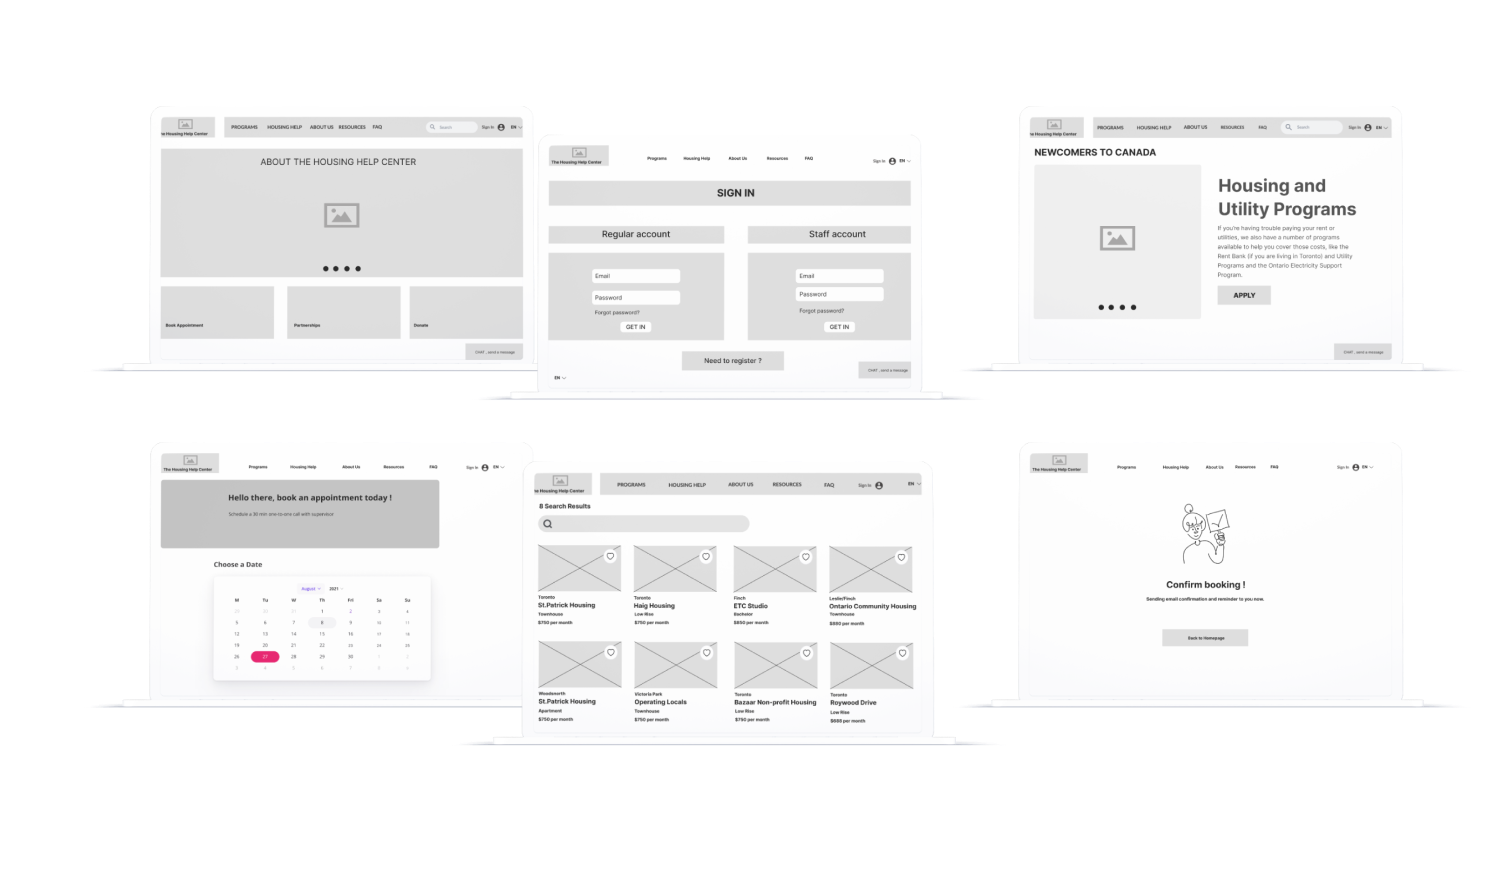 he Housing Help Center
PROGRAMS HOUSING HELP ABOUT US RESOURCES FAQ Search Sign In EN
ABOUT THE HOUSING HELP CENTER
Book Appointment Partnerships Donate
CHAT , send a message
The Housing Help Center
Programs Housing Help About Us Resources FAQ Sign In EN
SIGN IN
Regular account Staff account
Email Email
Password Password
Forgot password? Forgot password?
GET IN GET IN
Need to register ?
CHAT , send a message
EN
he Housing Help Center
PROGRAMS HOUSING HELP ABOUT US RESOURCES FAQ Search Sign In EN
NEWCOMERS TO CANADA
Housing and
Utility Programs
If you're having trouble paying your rent or
utilities, we also have a number of programs
available to help you cover those costs, like the
Rent Bank (if you are living in Toronto) and Utility
Programs and the Ontario Electricity Support
Program.
APPLY
CHAT , send a message
The Housing Help Center
Programs Housing Help About Us Resources FAQ Sign In EN
Hello there, book an appointment today !
Schedule a 30 min one-to-one call with supervisor
Choose a Date
August 2021
M Tu W Th Fri Sa Su
1 2 3 4
5 6 7 8 9 10 11
12 13 14 15 16 17 18
19 20 21 22 23 24 25
26 27 28 29 30 1 2
3 4 5 6 7 8 9
he Housing Help Center
PROGRAMS HOUSING HELP ABOUT US RESOURCES FAQ Sign In EN
8 Search Results
Toronto Toronto Finch Leslie/Finch
St.Patrick Housing Haig Housing ETC Studio Ontario Community Housing
Townhouse Low Rise Bachelor Townhouse
$750 per month $750 per month $850 per month $890 per month
Woodsworth Victoria Park Toronto Toronto
St.Patrick Housing Operating Locals Bazaar Non-profit Housing Roywood Drive
Apartment Townhouse Low Rise Low Rise
$750 per month $750 per month $750 per month $688 per month
The Housing Help Center
Programs Housing Help About Us Resources FAQ Sign In EN
Confirm booking !
Sending email confirmation and reminder to you now.
Back to Homepage